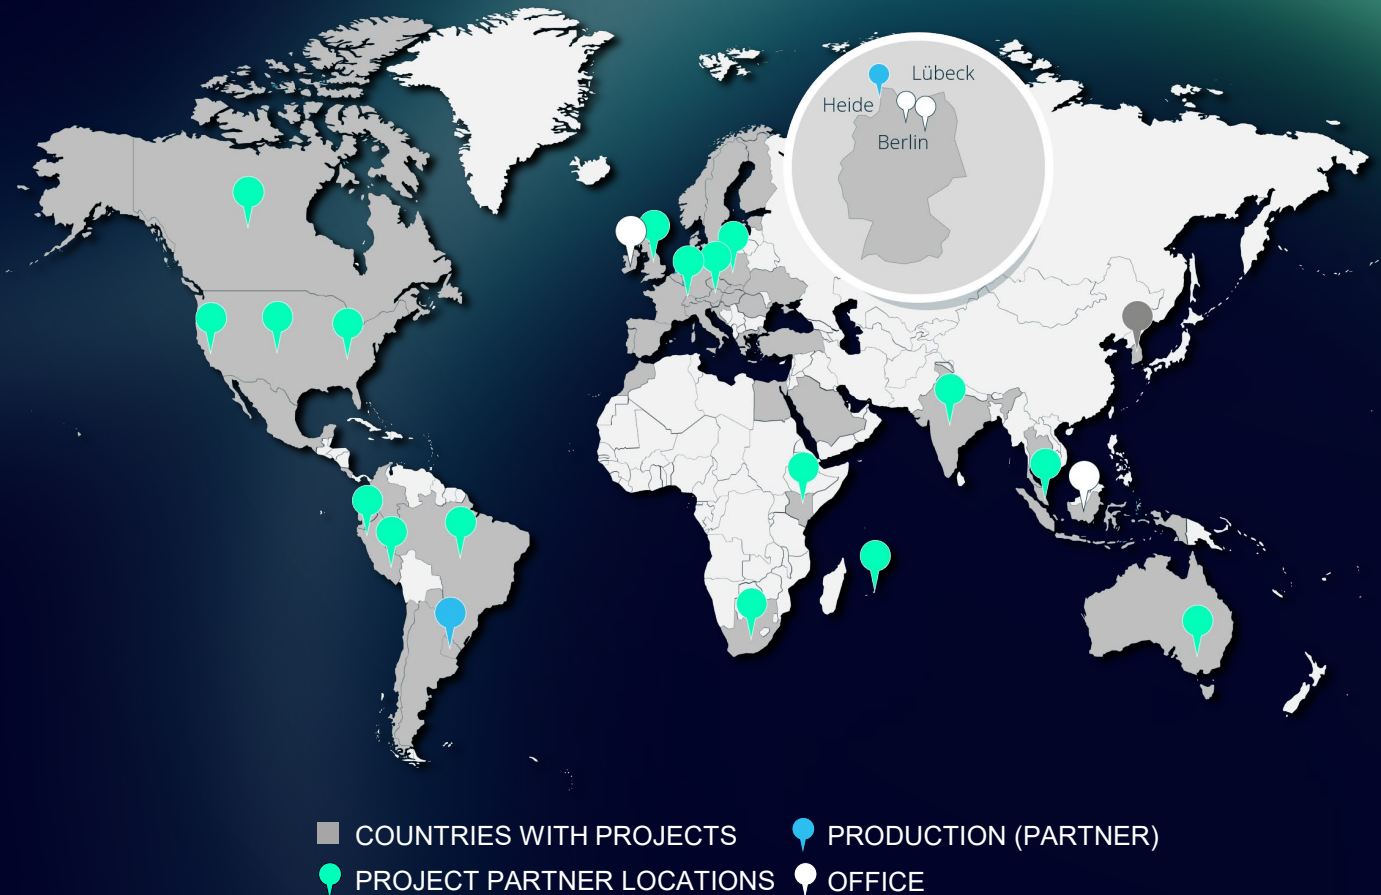 Lübeck
Heide
Berlin
COUNTRIES WITH PROJECTS
PRODUCTION (PARTNER)
PROJECT PARTNER LOCATIONS
OFFICE